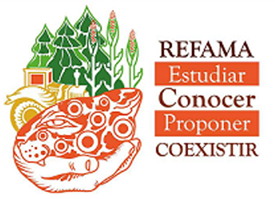 REFAMA
Estudiar
Conocer
Proponer
COEXISTIR